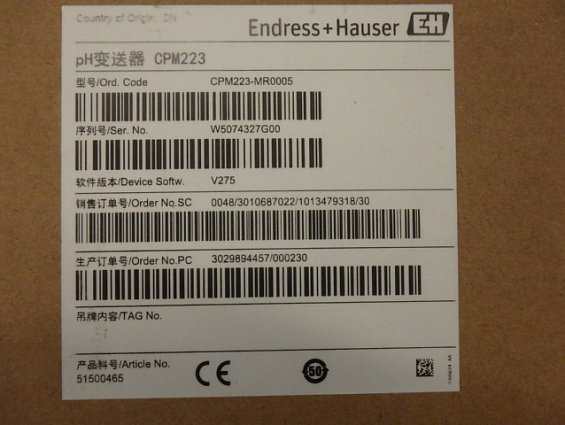 Country of Origin: CN
Endress+Hauser EH
pH变送器 CPM223
型号/Ord. Code CPM223-MR0005
序列号/Ser. No. W5074327G00
软件版本/Device Softw. V275
销售订单号/Order No.SC 0048/3010687022/1013479318/30
生产订单号/Order No.PC 3029894457/000230
吊牌内容/TAG No.
产品料号/Article No.
51500465
CE
50